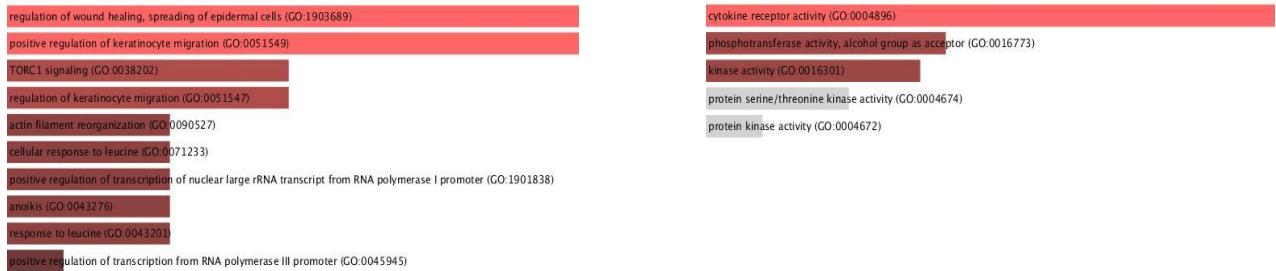 regulation of wound healing, spreading of epidermal cells (GO:1903689)
positive regulation of keratinocyte migration (GO:0051549)
TORC1 signaling (GO:0038202)
regulation of keratinocyte migration (GO:0051547)
actin filament reorganization (GO:0090527)
cellular response to leucine (GO:0071233)
positive regulation of transcription of nuclear large rRNA transcript from RNA polymerase I promoter (GO:1901838)
anoikis (GO:0043276)
response to leucine (GO:0043201)
positive regulation of transcription from RNA polymerase III promoter (GO:0045945)
cytokine receptor activity (GO:0004896)
phosphotransferase activity, alcohol group as acceptor (GO:0016773)
kinase activity (GO:0016301)
protein serine/threonine kinase activity (GO:0004674)
protein kinase activity (GO:0004672)